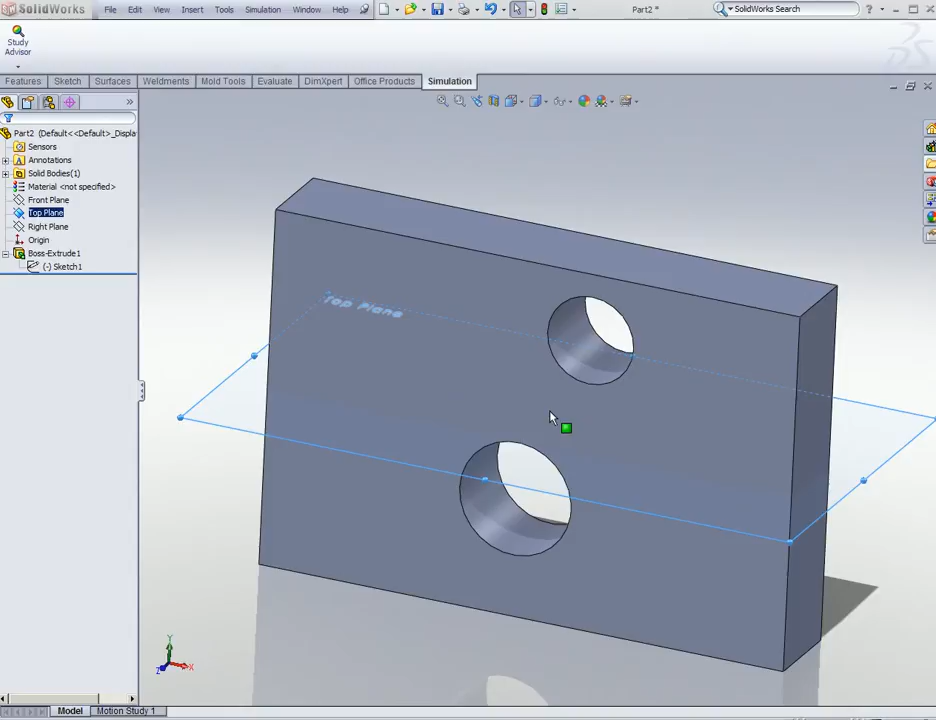 SolidWorks File Edit View Insert Tools Simulation Window Help Part2 * SolidWorks Search ?
Study
Advisor
Features Sketch Surfaces Weldments Mold Tools Evaluate DimXpert Office Products Simulation
Part2 (Default<<Default>_Displa
Sensors
Annotations
Solid Bodies(1)
Material <not specified>
Front Plane
Top Plane
Right Plane
Origin
Boss-Extrude1
(-) Sketch1
Top Plane
Y
Z X
Model Motion Study 1